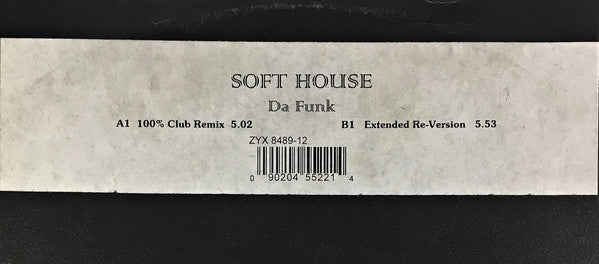 SOFT HOUSE
Da Funk
A1 100% Club Remix 5.02 B1 Extended Re-Version 5.53
ZYX 8489-12
0 90204 55221 4